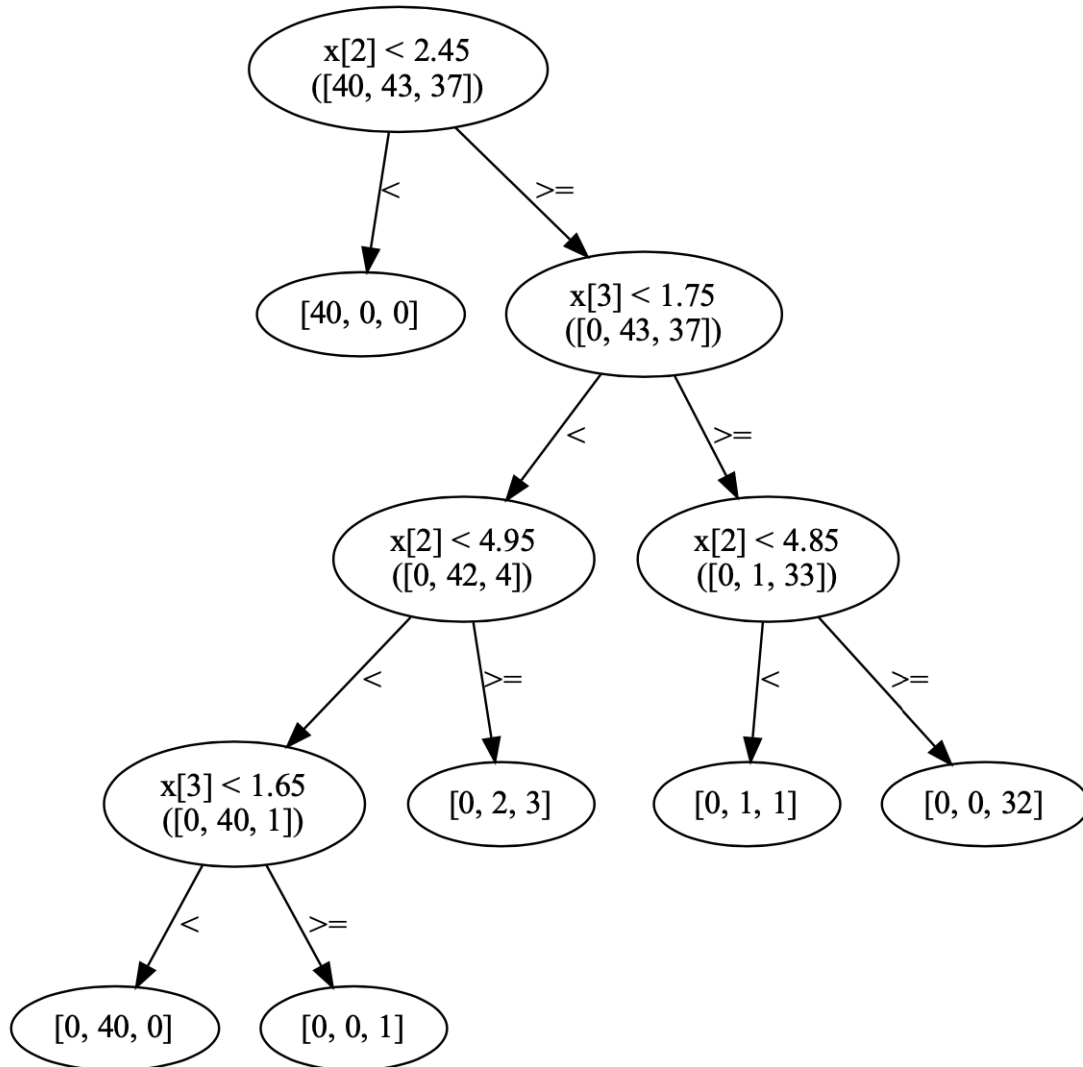 x[2] < 2.45
([40, 43, 37])
<
>=
[40, 0, 0]
x[3] < 1.75
([0, 43, 37])
<
>=
x[2] < 4.95
([0, 42, 4])
x[2] < 4.85
([0, 1, 33])
<
>=
<
>=
x[3] < 1.65
([0, 40, 1])
[0, 2, 3]
[0, 1, 1]
[0, 0, 32]
<
>=
[0, 40, 0]
[0, 0, 1]